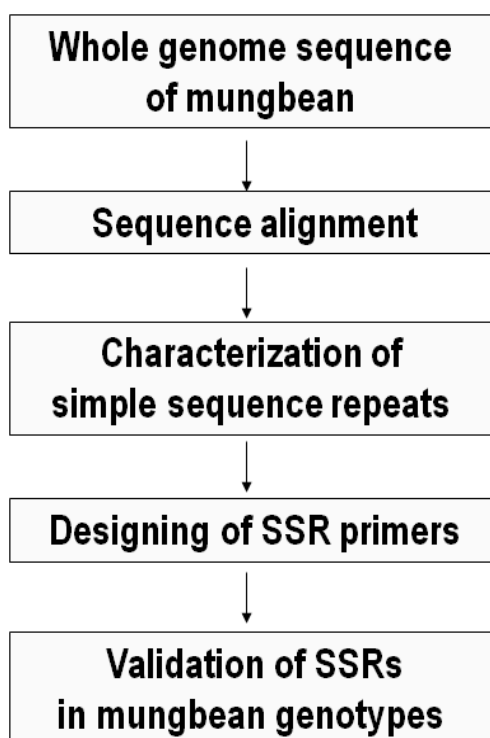 Whole genome sequence
of mungbean
Sequence alignment
Characterization of
simple sequence repeats
Designing of SSR primers
Validation of SSRs
in mungbean genotypes